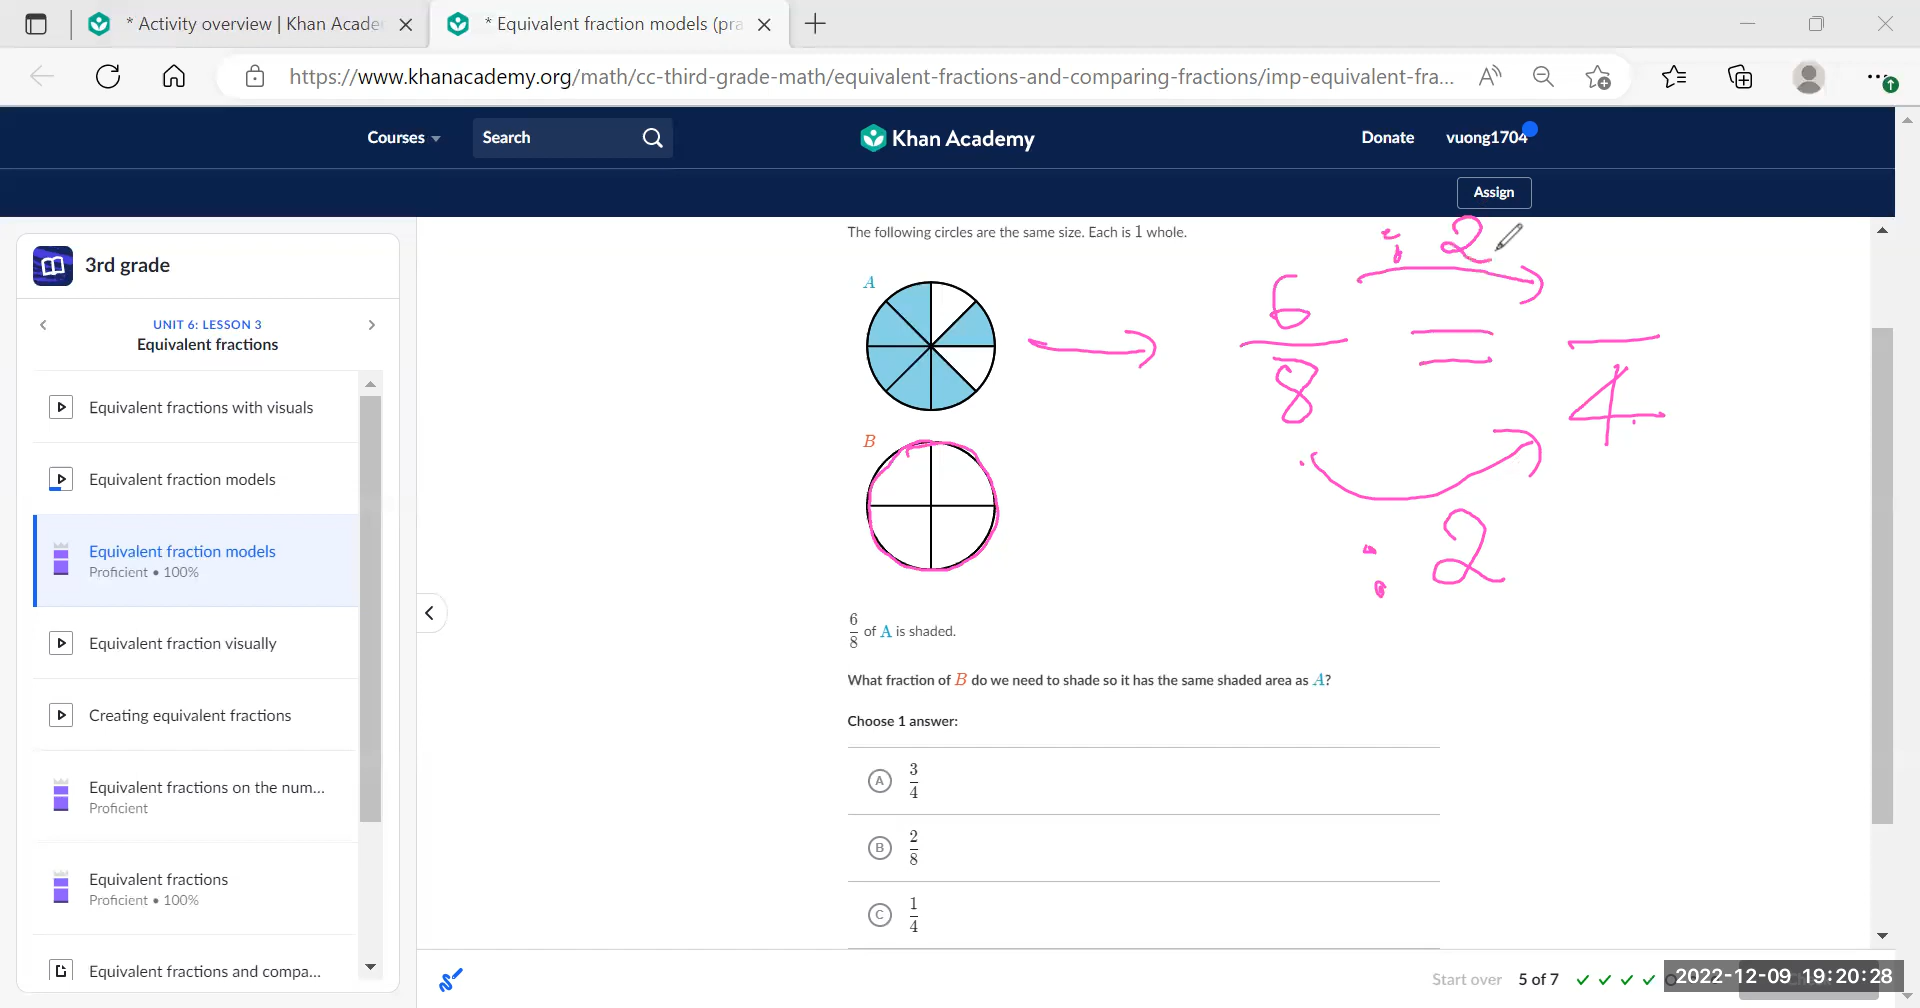 * Activity overview | Khan Acade
* Equivalent fraction models (pra
https://www.khanacademy.org/math/cc-third-grade-math/equivalent-fractions-and-comparing-fractions/imp-equivalent-fra...
Courses
Search
Khan Academy
Donate
vuong1704
Assign
3rd grade
UNIT 6: LESSON 3
Equivalent fractions
Equivalent fractions with visuals
Equivalent fraction models
Equivalent fraction models
Proficient • 100%
Equivalent fraction visually
Creating equivalent fractions
Equivalent fractions on the num...
Proficient
Equivalent fractions
Proficient • 100%
Equivalent fractions and compa...
The following circles are the same size. Each is 1 whole.
A
: 2
6/8 = /4
: 2
B
6/8 of A is shaded.
What fraction of B do we need to shade so it has the same shaded area as A?
Choose 1 answer:
A 3/4
B 2/8
C 1/4
Start over
5 of 7
2022-12-09 19:20:28